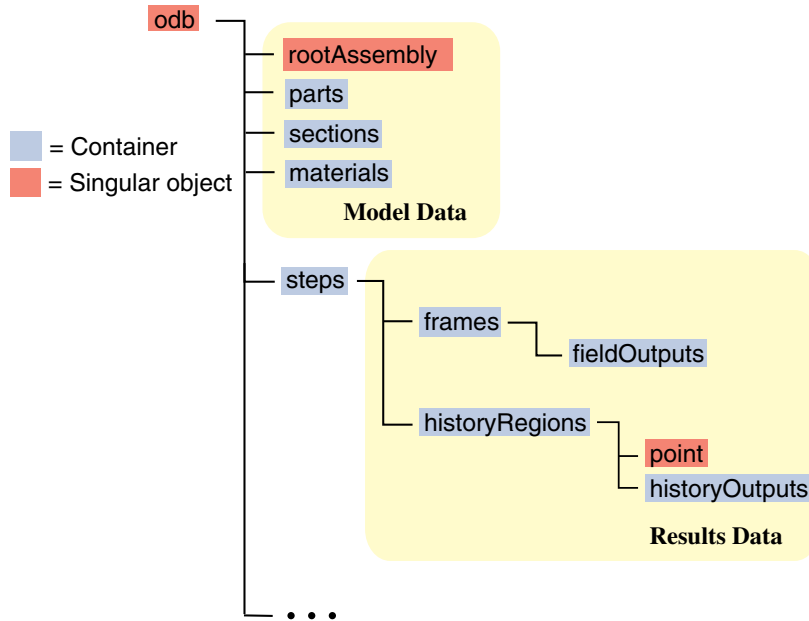 odb
rootAssembly
parts
sections
materials
Model Data
= Container
= Singular object
steps
frames
fieldOutputs
historyRegions
point
historyOutputs
Results Data
• • •